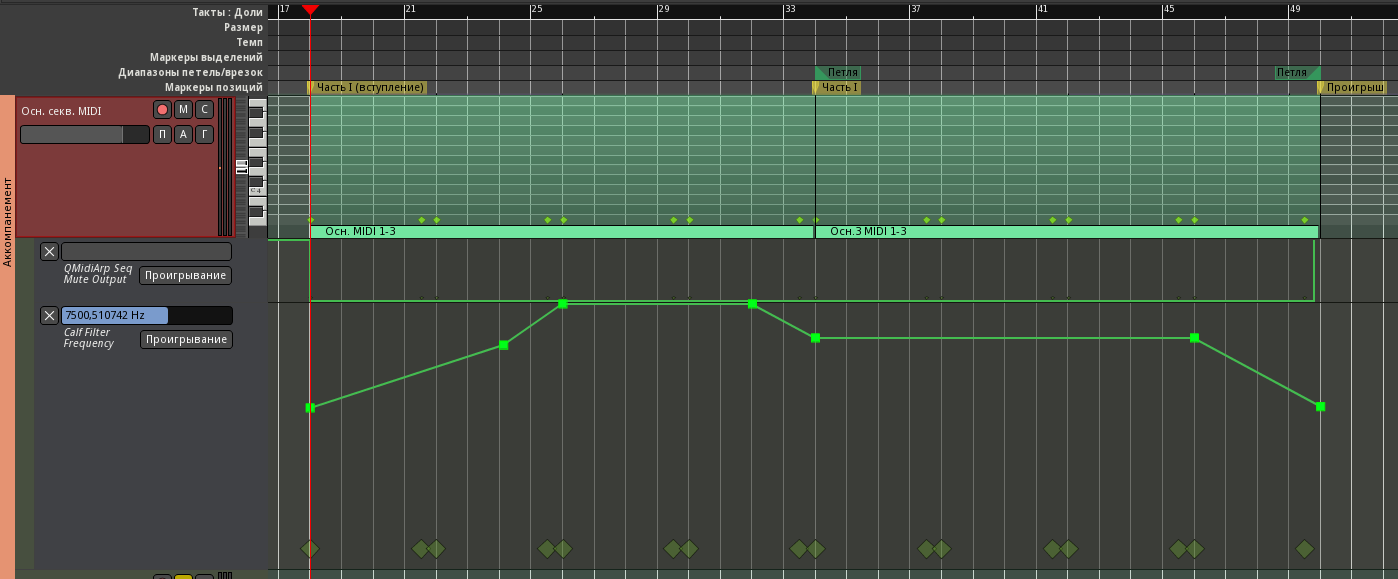 Такты : Доли
17 21 25 29 33 37 41 45 49
Размер
Темп
Маркеры выделений
Диапазоны петель/врезок
Петля Петля
Маркеры позиций
Часть I (вступление) Часть I Проигрыш
Аккомпанемент
Осн. секв. MIDI
M С
П А Г
C4
Осн. MIDI 1-3 Осн.3 MIDI 1-3
QMidiArp Seq
Mute Output
Проигрывание
7500,510742 Hz
Calf Filter
Frequency
Проигрывание